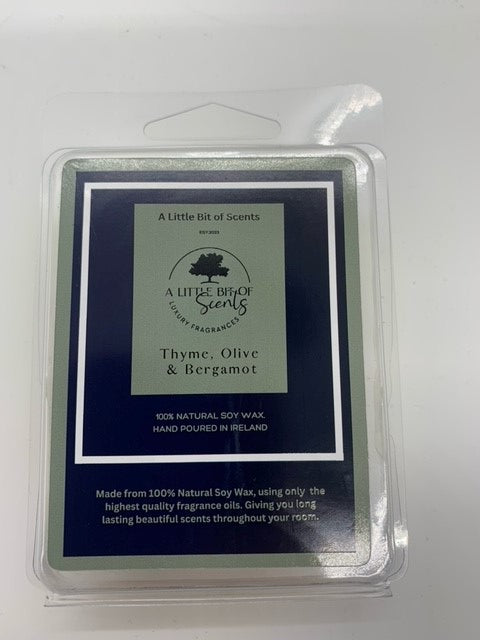 A Little Bit of Scents
EST.2023
A LITTLE BIT OF
Scents
LUXURY FRAGRANCES
Thyme, Olive
& Bergamot
100% NATURAL SOY WAX.
HAND POURED IN IRELAND
Made from 100% Natural Soy Wax, using only the
highest quality fragrance oils. Giving you long
lasting beautiful scents throughout your room.